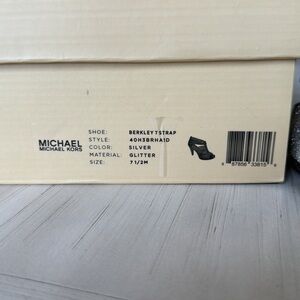 MICHAEL
MICHAEL KORS
SHOE: BERKLEY T STRAP
STYLE: 40H3BRHA1D
COLOR: SILVER
MATERIAL: GLITTER
SIZE: 7 1/2M